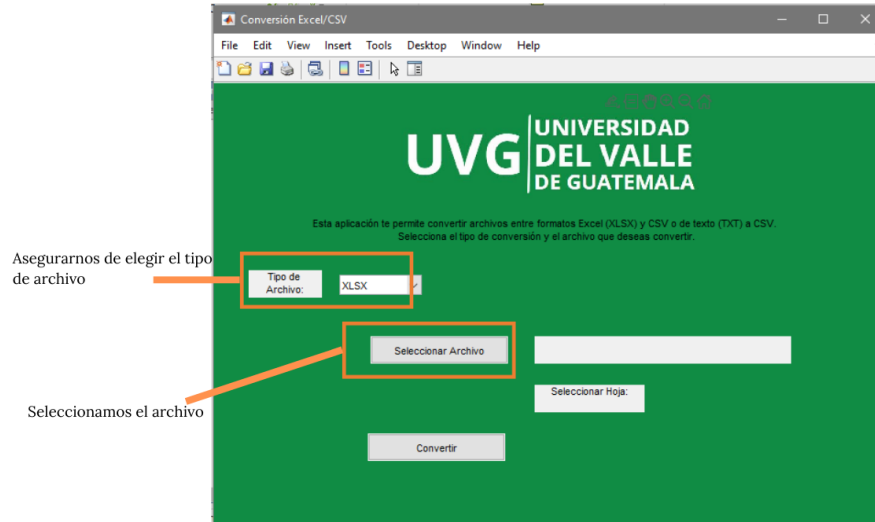 Conversión Excel/CSV
File Edit View Insert Tools Desktop Window Help
UVG
UNIVERSIDAD
DEL VALLE
DE GUATEMALA
Esta aplicación te permite convertir archivos entre formatos Excel (XLSX) y CSV o de texto (TXT) a CSV.
Selecciona el tipo de conversión y el archivo que deseas convertir.
Asegurarnos de elegir el tipo
de archivo
Tipo de
Archivo:
XLSX
Seleccionar Archivo
Seleccionar Hoja:
Seleccionamos el archivo
Convertir